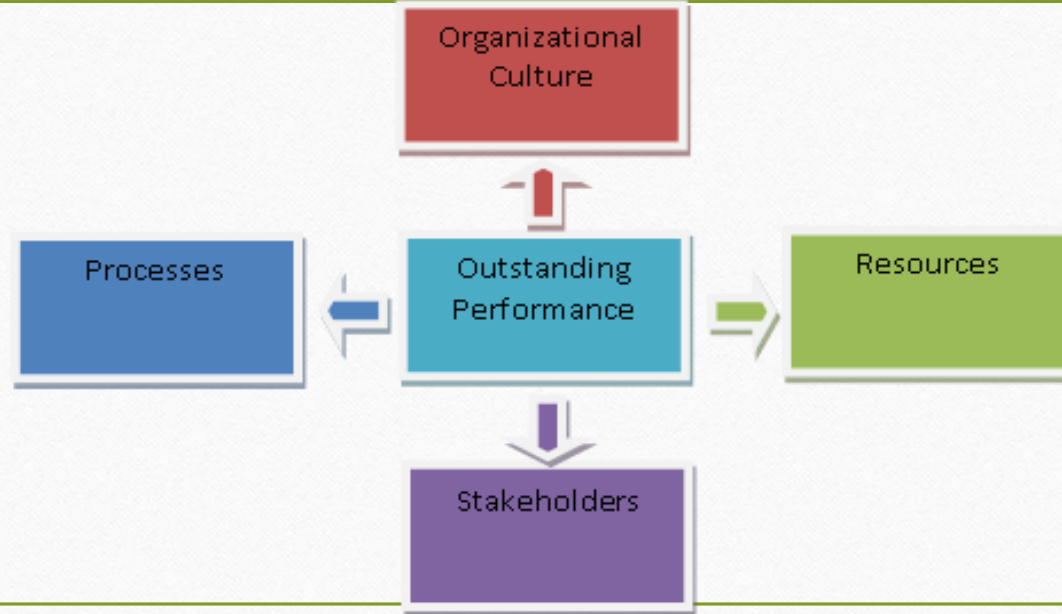 Organizational
Culture
Processes
Outstanding
Performance
Resources
Stakeholders